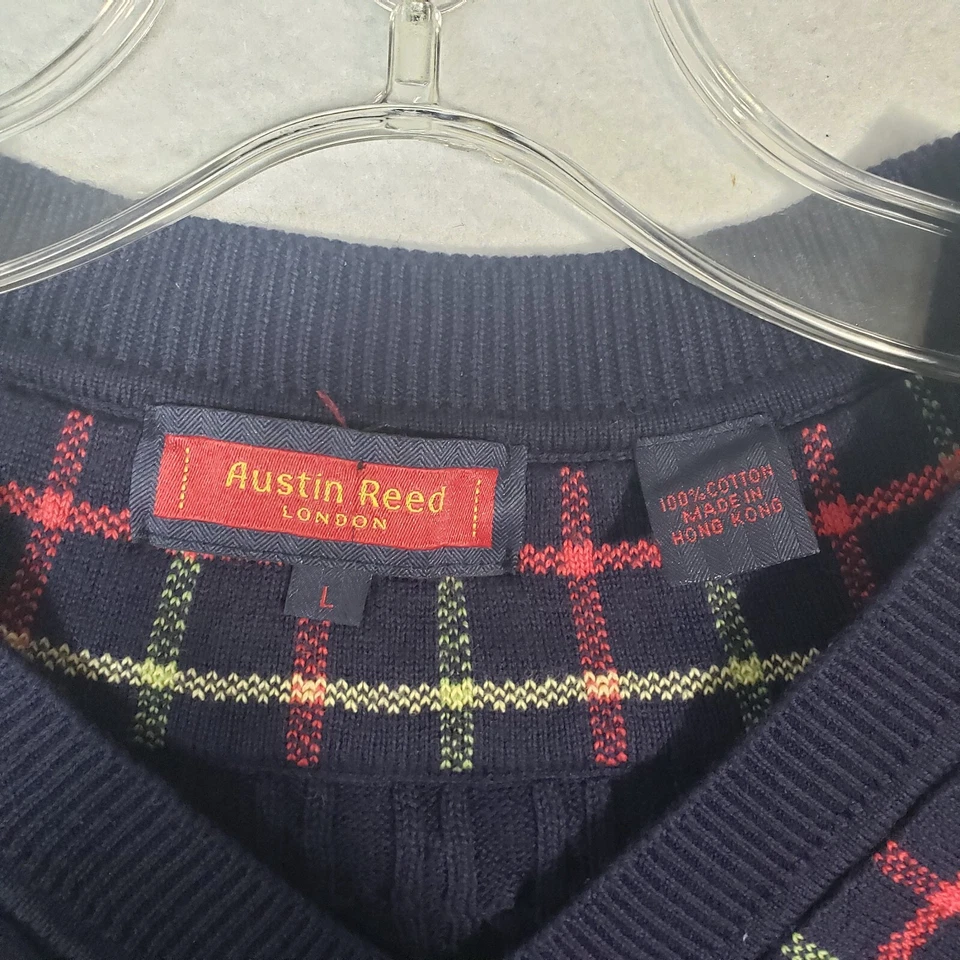 Austin Reed
LONDON
L
100% COTTON
MADE IN
HONG KONG